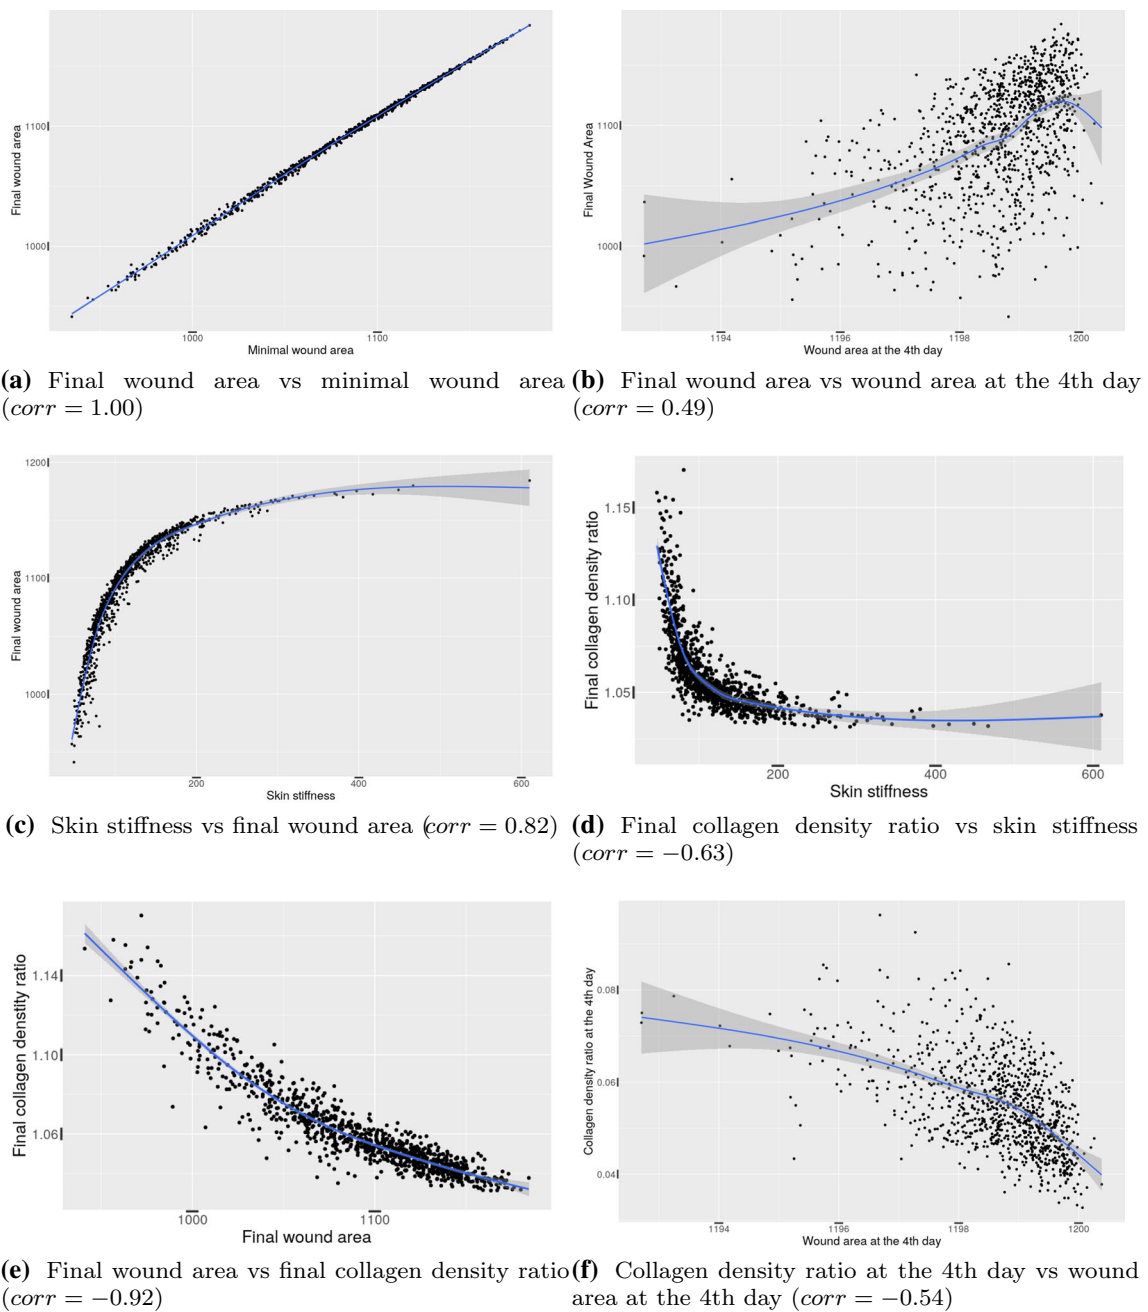 1100
1000
Final wound area
1000
1100
Minimal wound area
(a) Final wound area vs minimal wound area
(corr = 1.00)
1100
1000
Final Wound Area
1194
1196
1198
1200
Wound area at the 4th day
(b) Final wound area vs wound area at the 4th day
(corr = 0.49)
1200
1100
1000
Final wound area
200
400
600
Skin stiffness
(c) Skin stiffness vs final wound area (corr = 0.82)
1.15
1.10
1.05
Final collagen density ratio
200
400
600
Skin stiffness
(d) Final collagen density ratio vs skin stiffness
(corr = −0.63)
1.14
1.10
1.06
Final collagen denstity ratio
1000
1100
Final wound area
(e) Final wound area vs final collagen density ratio
(corr = −0.92)
0.08
0.06
0.04
Collagen density ratio at the 4th day
1194
1196
1198
1200
Wound area at the 4th day
(f) Collagen density ratio at the 4th day vs wound
area at the 4th day (corr = −0.54)